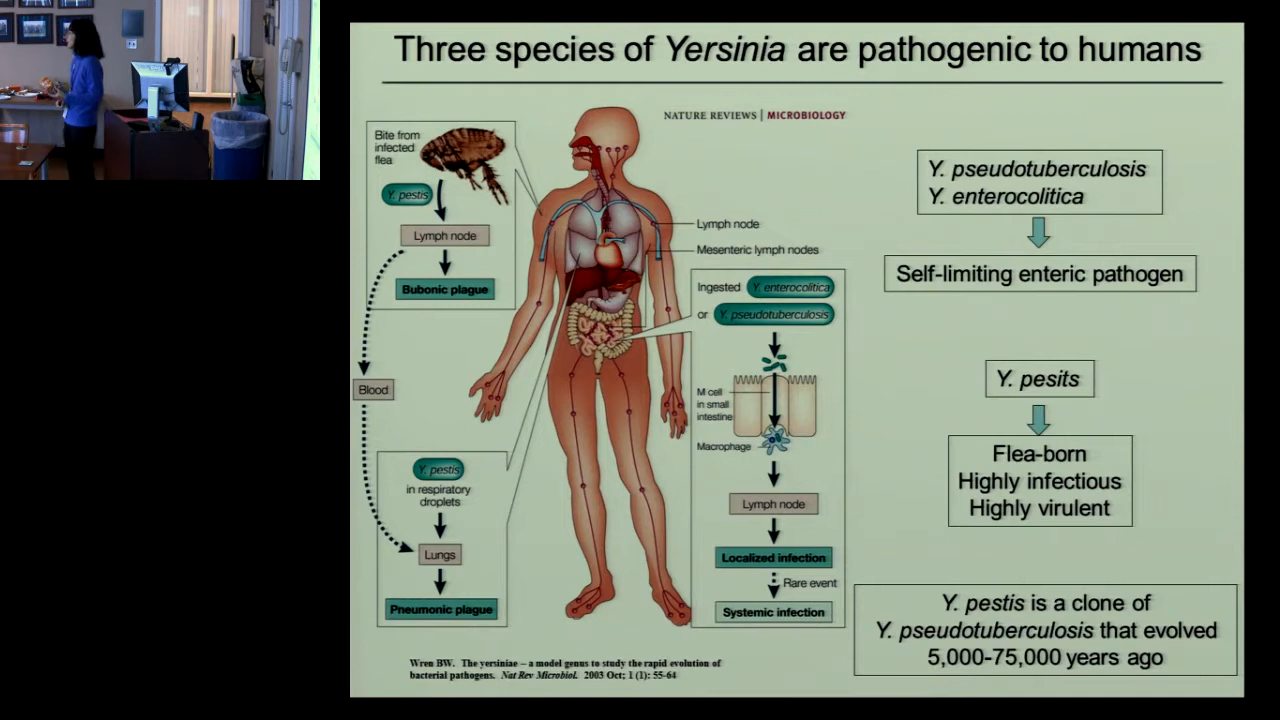 Three species of Yersinia are pathogenic to humans
NATURE REVIEWS | MICROBIOLOGY
Bite from
infected
flea
Y. pestis
Lymph node
Bubonic plague
Blood
Y. pestis
in respiratory
droplets
Lungs
Pneumonic plague
Lymph node
Mesenteric lymph nodes
Ingested Y. enterocolitica
or Y. pseudotuberculosis
M cell
in small
intestine
Macrophage
Lymph node
Localized infection
Rare event
Systemic infection
Y. pseudotuberculosis
Y. enterocolitica
Self-limiting enteric pathogen
Y. pesits
Flea-born
Highly infectious
Highly virulent
Y. pestis is a clone of
Y. pseudotuberculosis that evolved
5,000-75,000 years ago
Wren BW. The yersiniae – a model genus to study the rapid evolution of
bacterial pathogens. Nat Rev Microbiol. 2003 Oct; 1 (1): 55-64